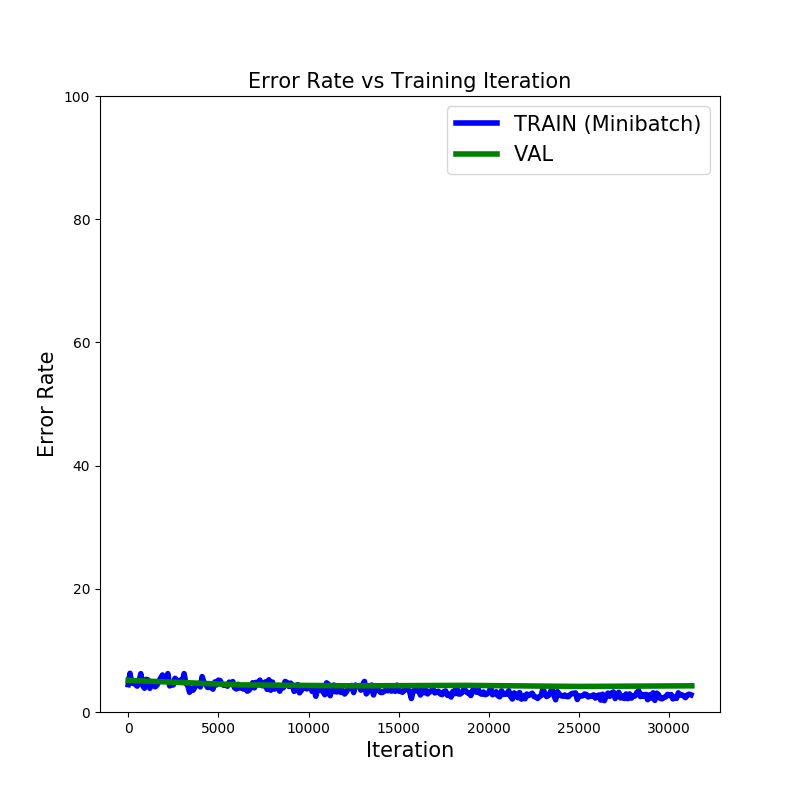 Error Rate vs Training Iteration
TRAIN (Minibatch)
VAL
100
80
60
40
20
0
Error Rate
0 5000 10000 15000 20000 25000 30000
Iteration